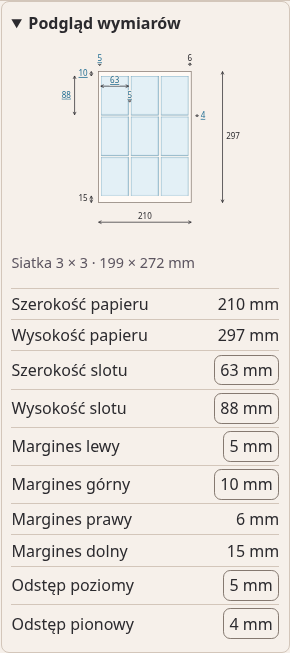 ▼ Podgląd wymiarów
5
6
10
63
88
5
4
297
15
210
Siatka 3 × 3 · 199 × 272 mm
Szerokość papieru 210 mm
Wysokość papieru 297 mm
Szerokość slotu 63 mm
Wysokość slotu 88 mm
Margines lewy 5 mm
Margines górny 10 mm
Margines prawy 6 mm
Margines dolny 15 mm
Odstęp poziomy 5 mm
Odstęp pionowy 4 mm